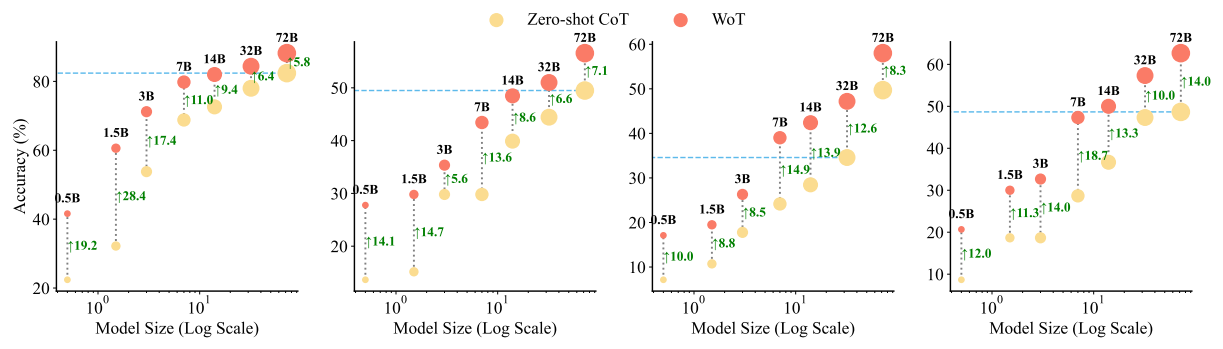 Zero-shot CoT WoT
Accuracy (%)
80
60
40
20
0.5B
1.5B
3B
7B
14B
32B
72B
↑19.2
↑28.4
↑17.4
↑11.0
↑9.4
↑6.4
↑5.8
10⁰ 10¹
Model Size (Log Scale)
50
40
30
20
0.5B
1.5B
3B
7B
14B
32B
72B
↑14.1
↑14.7
↑5.6
↑13.6
↑8.6
↑6.6
↑7.1
10⁰ 10¹
Model Size (Log Scale)
60
50
40
30
20
10
0.5B
1.5B
3B
7B
14B
32B
72B
↑10.0
↑8.8
↑8.5
↑14.9
↑13.9
↑12.6
↑8.3
10⁰ 10¹
Model Size (Log Scale)
60
50
40
30
20
10
0.5B
1.5B
3B
7B
14B
32B
72B
↑12.0
↑11.3
↑14.0
↑18.7
↑13.3
↑10.0
↑14.0
10⁰ 10¹
Model Size (Log Scale)